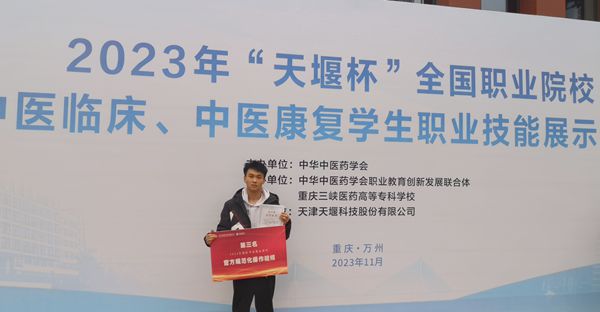 2023年“天堰杯”全国职业院校
中医临床、中医康复学生职业技能展示
主办单位：中华中医药学会
单位：中华中医药学会职业教育创新发展联合体
重庆三峡医药高等专科学校
：天津天堰科技股份有限公司
重庆·万州
2023年11月
第三名
官方规范化操作视频